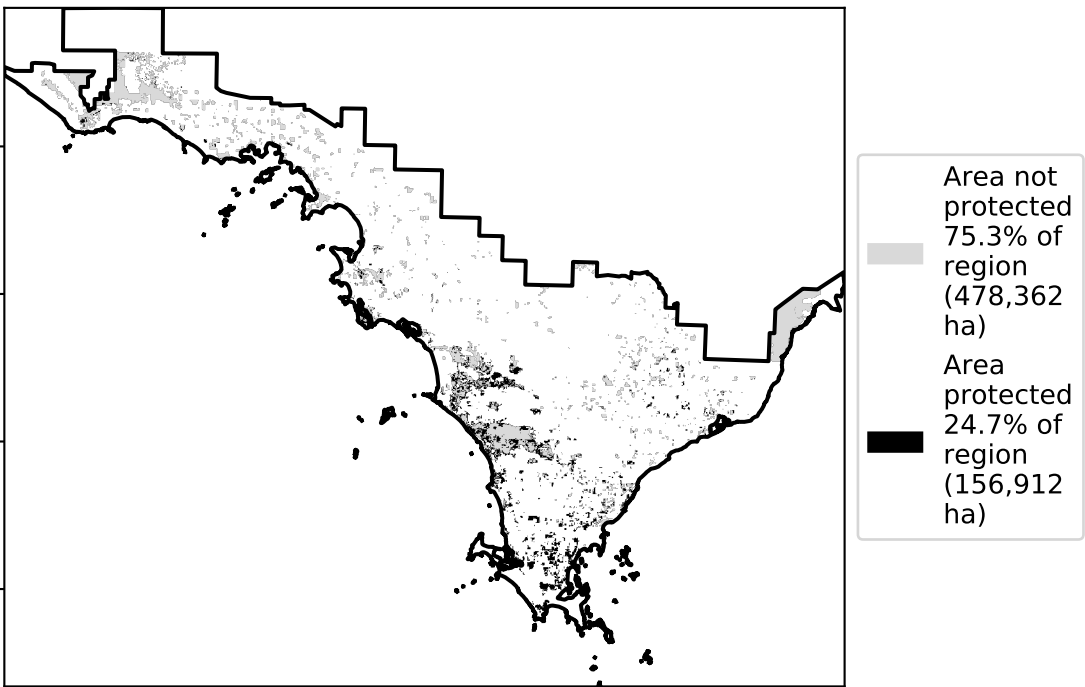 Area not
protected
75.3% of
region
(478,362
ha)
Area
protected
24.7% of
region
(156,912
ha)